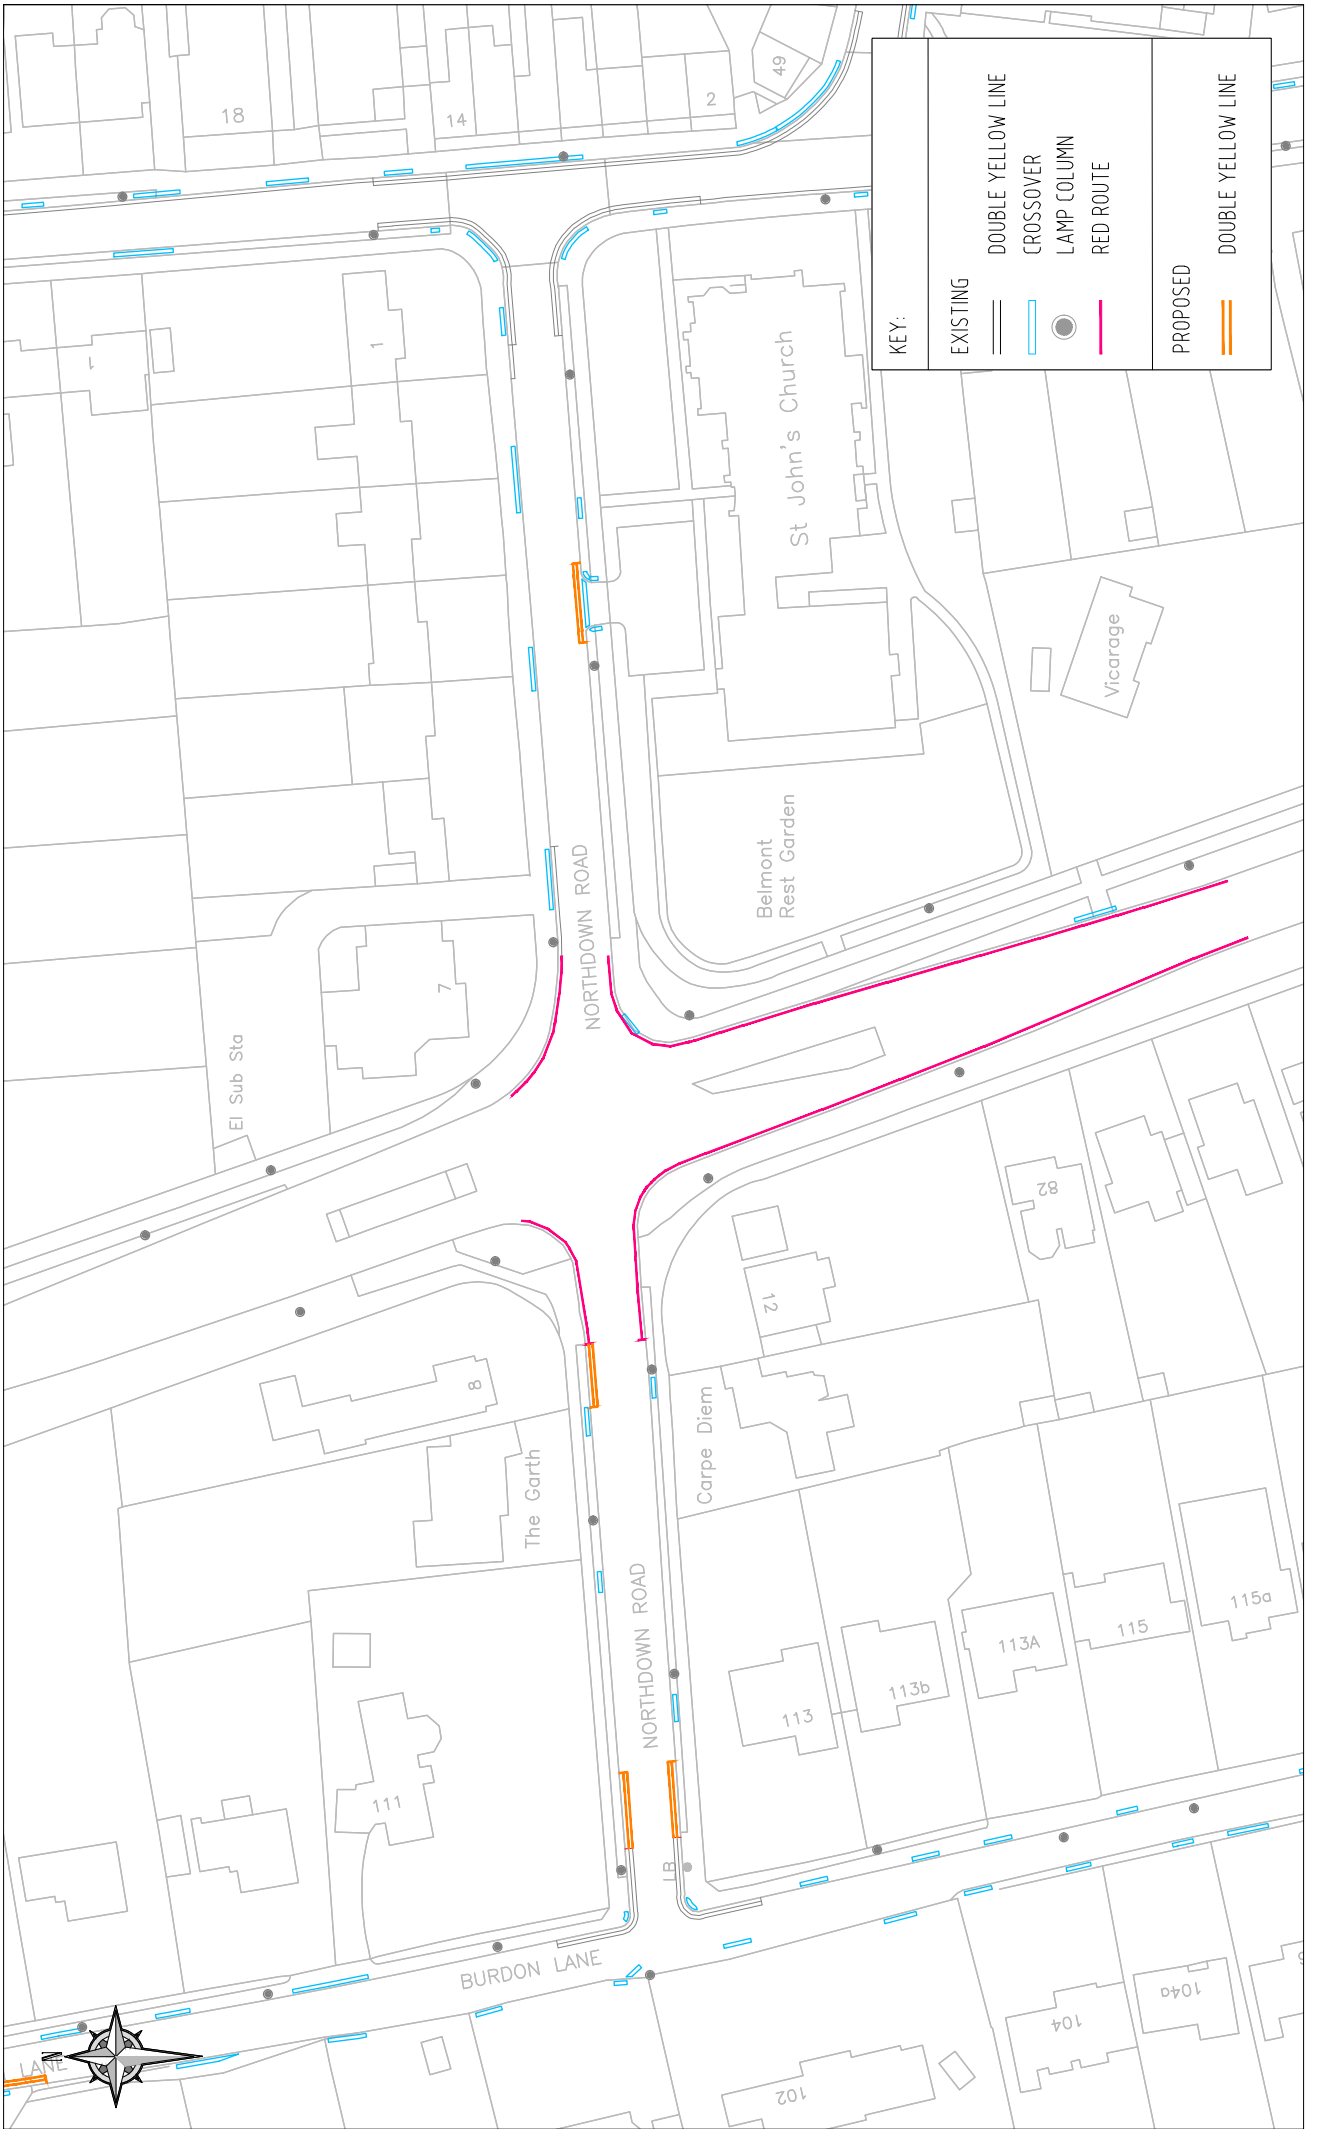 18
14
2
49
1
1
St John's Church
Vicarage
KEY:
EXISTING
DOUBLE YELLOW LINE
CROSSOVER
LAMP COLUMN
RED ROUTE
PROPOSED
DOUBLE YELLOW LINE
NORTHDOWN ROAD
Belmont
Rest Garden
7
El Sub Sta
82
12
8
The Garth
Carpe Diem
NORTHDOWN ROAD
113
113b
113A
115
115a
111
LB
BURDON LANE
LANE
N
102
104
104a